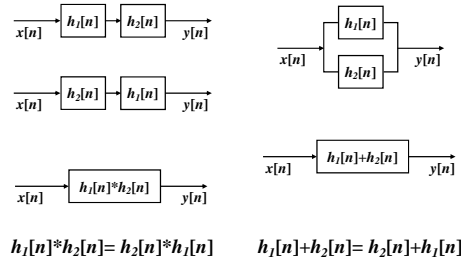 h₁[n] h₂[n]
x[n] y[n]
h₂[n] h₁[n]
x[n] y[n]
h₁[n]*h₂[n]
x[n] y[n]
h₁[n]*h₂[n]= h₂[n]*h₁[n]
h₁[n]
x[n] y[n]
h₂[n]
h₁[n]+h₂[n]
x[n] y[n]
h₁[n]+h₂[n]= h₂[n]+h₁[n]